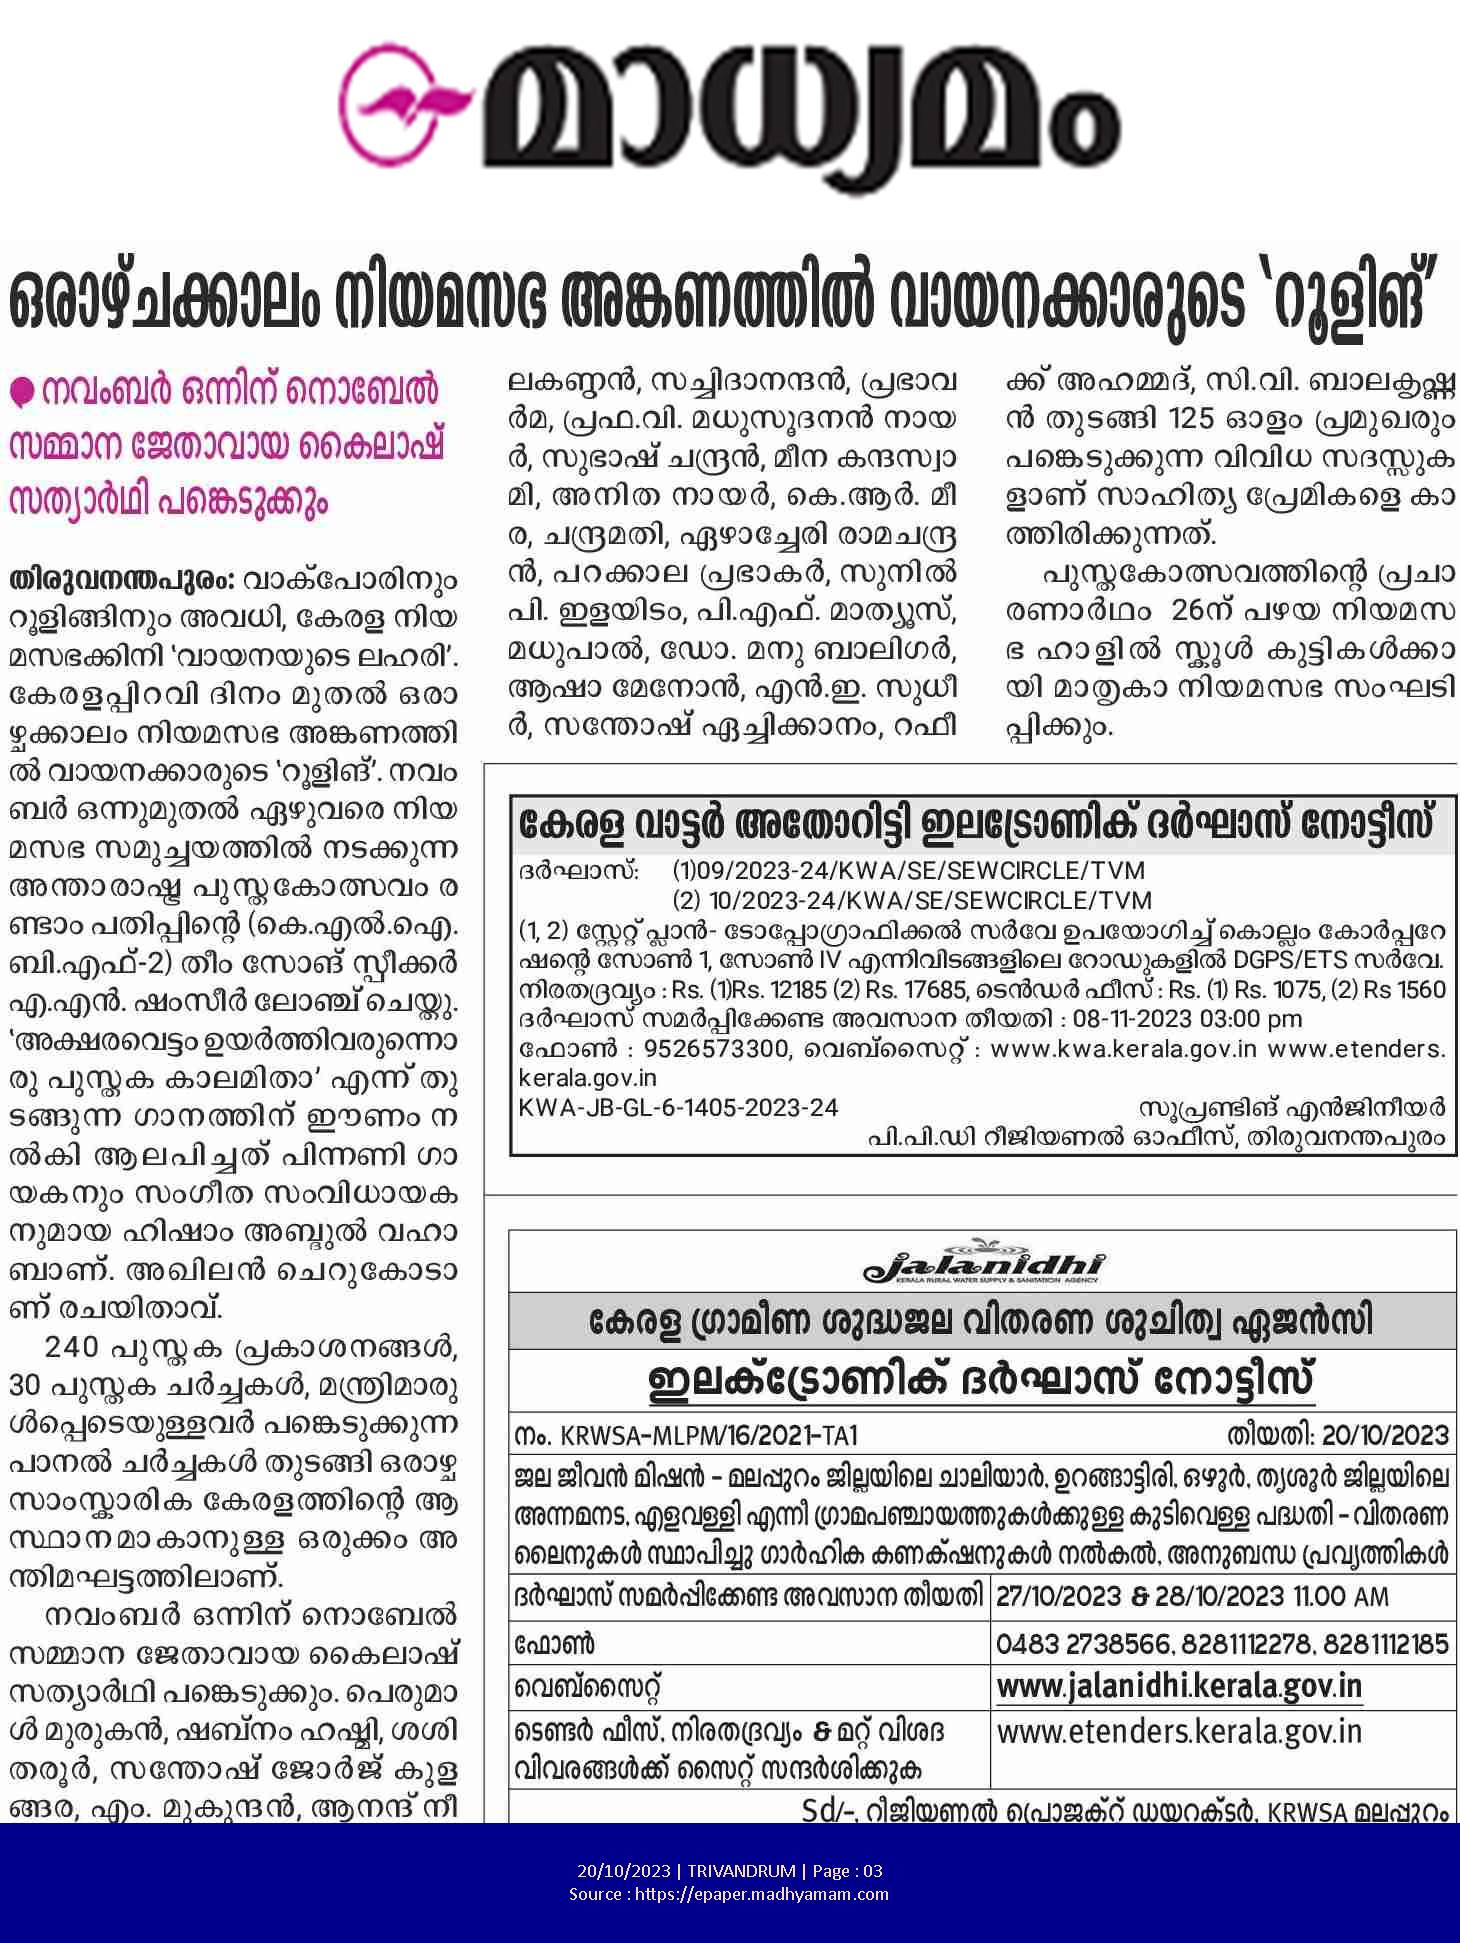 മാധ്യമം
ഒരാഴ്ചക്കാലം നിയമസഭ അങ്കണത്തിൽ വായനക്കാരുടെ ‘റൂളിങ്’
നവംബർ ഒന്നിന് നൊബേൽ
സമ്മാന ജേതാവായ കൈലാഷ്
സത്യാർഥി പങ്കെടുക്കും
തിരുവനന്തപുരം: വാക്പോരിനും
റൂളിങ്ങിനും അവധി, കേരള നിയ
മസഭക്കിനി ‘വായനയുടെ ലഹരി’.
കേരളപ്പിറവി ദിനം മുതൽ ഒരാ
ഴ്ചക്കാലം നിയമസഭ അങ്കണത്തി
ൽ വായനക്കാരുടെ ‘റൂളിങ്’. നവം
ബർ ഒന്നുമുതൽ ഏഴുവരെ നിയ
മസഭ സമുച്ചയത്തിൽ നടക്കുന്ന
അന്താരാഷ്ട്ര പുസ്തകോത്സവം ര
ണ്ടാം പതിപ്പിന്റെ (കെ.എൽ.ഐ.
ബി.എഫ്-2) തീം സോങ് സ്പീക്കർ
എ.എൻ. ഷംസീർ ലോഞ്ച് ചെയ്തു.
‘അക്ഷരവെട്ടം ഉയർത്തിവരുന്നൊ
രു പുസ്തക കാലമിതാ’ എന്ന് തു
ടങ്ങുന്ന ഗാനത്തിന് ഈണം ന
ൽകി ആലപിച്ചത് പിന്നണി ഗാ
യകനും സംഗീത സംവിധായക
നുമായ ഹിഷാം അബ്ദുൽ വഹാ
ബാണ്. അഖിലൻ ചെറുകോടാ
ണ് രചയിതാവ്.
240 പുസ്തക പ്രകാശനങ്ങൾ,
30 പുസ്തക ചർച്ചകൾ, മന്ത്രിമാരു
ൾപ്പെടെയുള്ളവർ പങ്കെടുക്കുന്ന
പാനൽ ചർച്ചകൾ തുടങ്ങി ഒരാഴ്ച
സാംസ്കാരിക കേരളത്തിന്റെ ആ
സ്ഥാനമാകാനുള്ള ഒരുക്കം അ
ന്തിമഘട്ടത്തിലാണ്.
നവംബർ ഒന്നിന് നൊബേൽ
സമ്മാന ജേതാവായ കൈലാഷ്
സത്യാർഥി പങ്കെടുക്കും. പെരുമാ
ൾ മുരുകൻ, ഷബ്നം ഹഷ്മി, ശശി
തരൂർ, സന്തോഷ് ജോർജ് കുള
ങ്ങര, എം. മുകുന്ദൻ, ആനന്ദ് നീ
ലകണ്ഠൻ, സച്ചിദാനന്ദൻ, പ്രഭാവ
ർമ, പ്രഫ.വി. മധുസൂദനൻ നായ
ർ, സുഭാഷ് ചന്ദ്രൻ, മീന കന്ദസ്വാ
മി, അനിത നായർ, കെ.ആർ. മീ
ര, ചന്ദ്രമതി, ഏഴാച്ചേരി രാമചന്ദ്ര
ൻ, പറക്കാല പ്രഭാകർ, സുനിൽ
പി. ഇളയിടം, പി.എഫ്. മാത്യൂസ്,
മധുപാൽ, ഡോ. മനു ബാലിഗർ,
ആഷാ മേനോൻ, എൻ.ഇ. സുധീ
ർ, സന്തോഷ് ഏച്ചിക്കാനം, റഫീ
ക്ക് അഹമ്മദ്, സി.വി. ബാലകൃഷ്ണ
ൻ തുടങ്ങി 125 ഓളം പ്രമുഖരും
പങ്കെടുക്കുന്ന വിവിധ സദസ്സുക
ളാണ് സാഹിത്യ പ്രേമികളെ കാ
ത്തിരിക്കുന്നത്.
പുസ്തകോത്സവത്തിന്റെ പ്രചാ
രണാർഥം 26ന് പഴയ നിയമസ
ഭ ഹാളിൽ സ്കൂൾ കുട്ടികൾക്കാ
യി മാതൃകാ നിയമസഭ സംഘടി
പ്പിക്കും.
കേരള വാട്ടർ അതോറിട്ടി ഇലട്രോണിക് ദർഘാസ് നോട്ടീസ്
ദർഘാസ്: (1)09/2023-24/KWA/SE/SEWCIRCLE/TVM
(2) 10/2023-24/KWA/SE/SEWCIRCLE/TVM
(1, 2) സ്റ്റേറ്റ് പ്ലാൻ- ടോപ്പോഗ്രാഫിക്കൽ സർവേ ഉപയോഗിച്ച് കൊല്ലം കോർപ്പറേ
ഷന്റെ സോൺ 1, സോൺ IV എന്നിവിടങ്ങളിലെ റോഡുകളിൽ DGPS/ETS സർവേ.
നിരതദ്രവ്യം : Rs. (1)Rs. 12185 (2) Rs. 17685, ടെൻഡർ ഫീസ് : Rs. (1) Rs. 1075, (2) Rs 1560
ദർഘാസ് സമർപ്പിക്കേണ്ട അവസാന തീയതി : 08-11-2023 03:00 pm
ഫോൺ : 9526573300, വെബ്സൈറ്റ് : www.kwa.kerala.gov.in www.etenders.
kerala.gov.in
KWA-JB-GL-6-1405-2023-24 സൂപ്രണ്ടിങ് എൻജിനീയർ
പി.പി.ഡി റീജിയണൽ ഓഫീസ്, തിരുവനന്തപുരം
jalanidhi
KERALA RURAL WATER SUPPLY & SANITATION AGENCY
കേരള ഗ്രാമീണ ശുദ്ധജല വിതരണ ശുചിത്വ ഏജൻസി
ഇലക്ട്രോണിക് ദർഘാസ് നോട്ടീസ്
നം. KRWSA-MLPM/16/2021-TA1 തീയതി: 20/10/2023
ജല ജീവൻ മിഷൻ - മലപ്പുറം ജില്ലയിലെ ചാലിയാർ, ഉറങ്ങാട്ടിരി, ഒഴൂർ, തൃശൂർ ജില്ലയിലെ
അന്നമനട, എളവള്ളി എന്നീ ഗ്രാമപഞ്ചായത്തുകൾക്കുള്ള കുടിവെള്ള പദ്ധതി - വിതരണ
ലൈനുകൾ സ്ഥാപിച്ചു ഗാർഹിക കണക്ഷനുകൾ നൽകൽ, അനുബന്ധ പ്രവൃത്തികൾ
ദർഘാസ് സമർപ്പിക്കേണ്ട അവസാന തീയതി 27/10/2023 & 28/10/2023 11.00 AM
ഫോൺ 0483 2738566, 8281112278, 8281112185
വെബ്സൈറ്റ് www.jalanidhi.kerala.gov.in
ടെണ്ടർ ഫീസ്, നിരതദ്രവ്യം & മറ്റ് വിശദ www.etenders.kerala.gov.in
വിവരങ്ങൾക്ക് സൈറ്റ് സന്ദർശിക്കുക
Sd/-, റീജിയണൽ പ്രൊജക്റ്റ് ഡയറക്ടർ, KRWSA മലപ്പുറം
20/10/2023 | TRIVANDRUM | Page : 03
Source : https://epaper.madhyamam.com